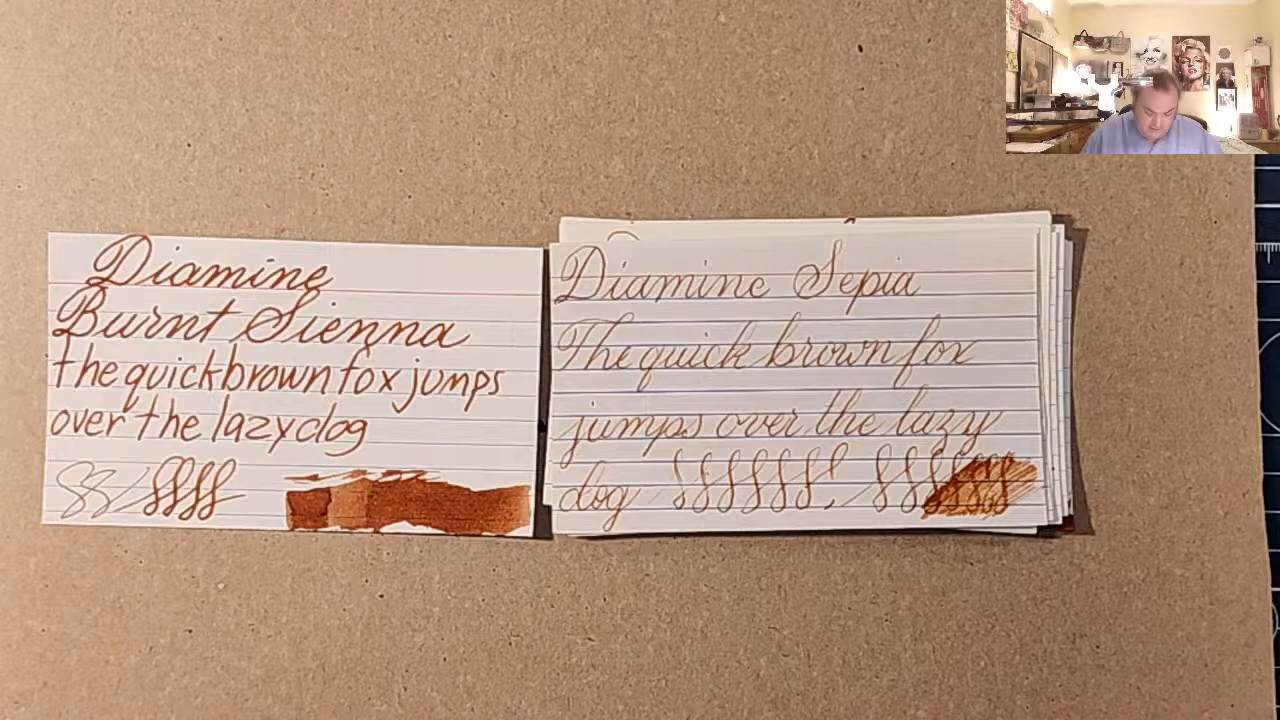 Diamine
Burnt Sienna
the quick brown fox jumps
over the lazy dog
Diamine Sepia
The quick brown fox
jumps over the lazy
dog